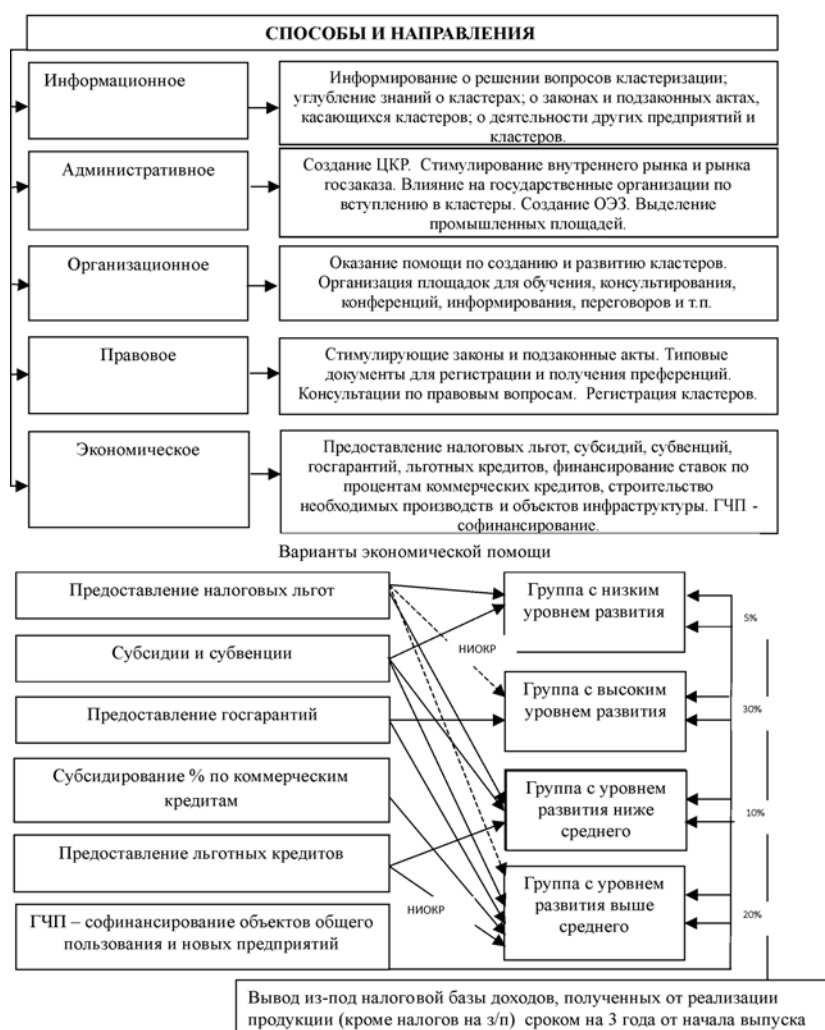 СПОСОБЫ И НАПРАВЛЕНИЯ
Информационное
Информирование о решении вопросов кластеризации;
углубление знаний о кластерах; о законах и подзаконных актах,
касающихся кластеров; о деятельности других предприятий и
кластеров.
Административное
Создание ЦКР. Стимулирование внутреннего рынка и рынка
госзаказа. Влияние на государственные организации по
вступлению в кластеры. Создание ОЭЗ. Выделение
промышленных площадей.
Организационное
Оказание помощи по созданию и развитию кластеров.
Организация площадок для обучения, консультирования,
конференций, информирования, переговоров и т.п.
Правовое
Стимулирующие законы и подзаконные акты. Типовые
документы для регистрации и получения преференций.
Консультации по правовым вопросам. Регистрация кластеров.
Экономическое
Предоставление налоговых льгот, субсидий, субвенций,
госгарантий, льготных кредитов, финансирование ставок по
процентам коммерческих кредитов, строительство
необходимых производств и объектов инфраструктуры. ГЧП -
софинансирование.
Варианты экономической помощи
Предоставление налоговых льгот
Субсидии и субвенции
Предоставление госгарантий
Субсидирование % по коммерческим
кредитам
Предоставление льготных кредитов
ГЧП – софинансирование объектов общего
пользования и новых предприятий
НИОКР
НИОКР
Группа с низким
уровнем развития
Группа с высоким
уровнем развития
Группа с уровнем
развития ниже
среднего
Группа с уровнем
развития выше
среднего
5%
30%
10%
20%
Вывод из-под налоговой базы доходов, полученных от реализации
продукции (кроме налогов на з/п) сроком на 3 года от начала выпуска